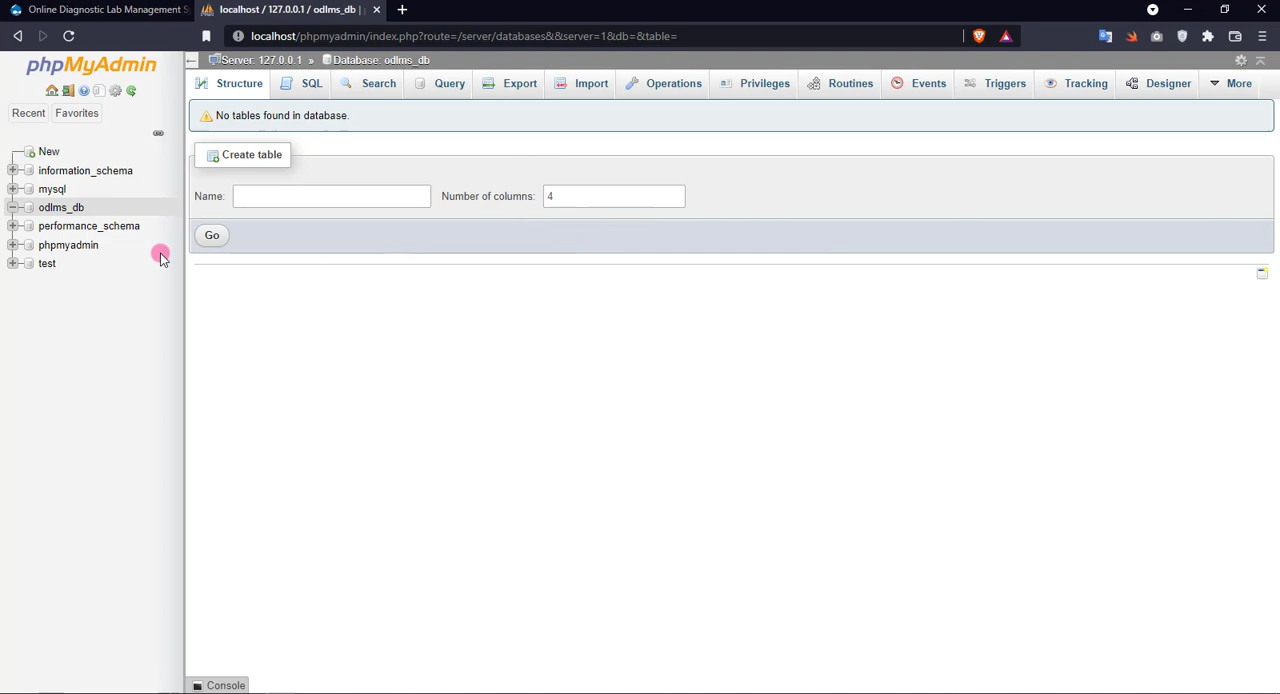 Online Diagnostic Lab Management S
localhost / 127.0.0.1 / odlms_db |
localhost/phpmyadmin/index.php?route=/server/databases&&server=1&db=&table=
phpMyAdmin
Recent Favorites
New
information_schema
mysql
odlms_db
performance_schema
phpmyadmin
test
Server: 127.0.0.1 » Database: odlms_db
Structure SQL Search Query Export Import Operations Privileges Routines Events Triggers Tracking Designer More
No tables found in database.
Create table
Name: Number of columns: 4
Go
Console